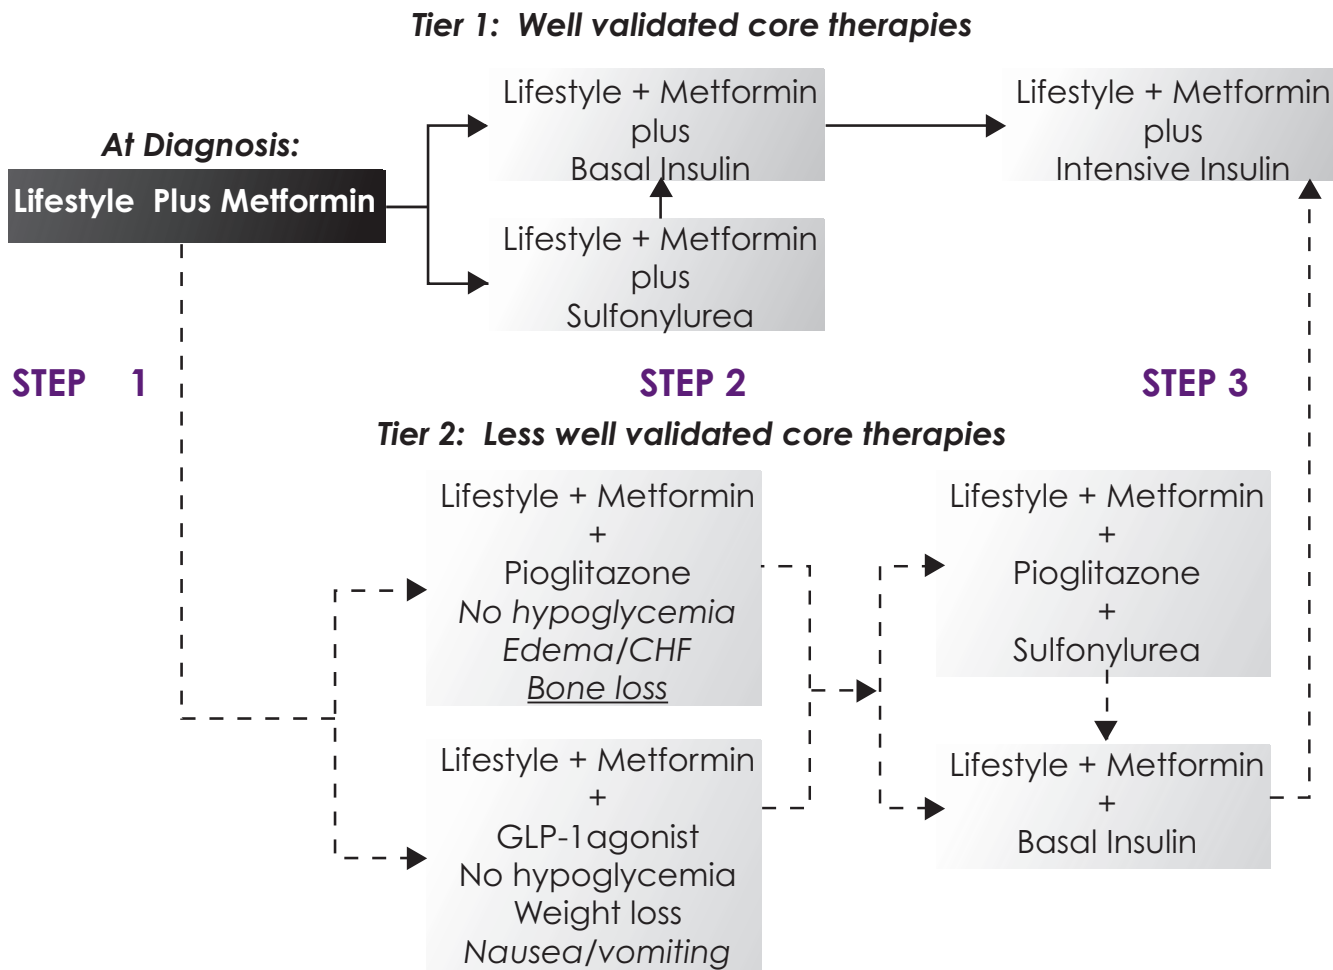 Tier 1:  Well validated core therapies
At Diagnosis:
Lifestyle  Plus Metformin
Lifestyle + Metformin
plus
Basal Insulin
Lifestyle + Metformin
plus
Intensive Insulin
Lifestyle + Metformin
plus
Sulfonylurea
STEP 1
STEP 2
STEP 3
Tier 2:  Less well validated core therapies
Lifestyle + Metformin
+
Pioglitazone
No hypoglycemia
Edema/CHF
Bone loss
Lifestyle + Metformin
+
Pioglitazone
+
Sulfonylurea
Lifestyle + Metformin
+
GLP-1agonist
No hypoglycemia
Weight loss
Nausea/vomiting
Lifestyle + Metformin
+
Basal Insulin